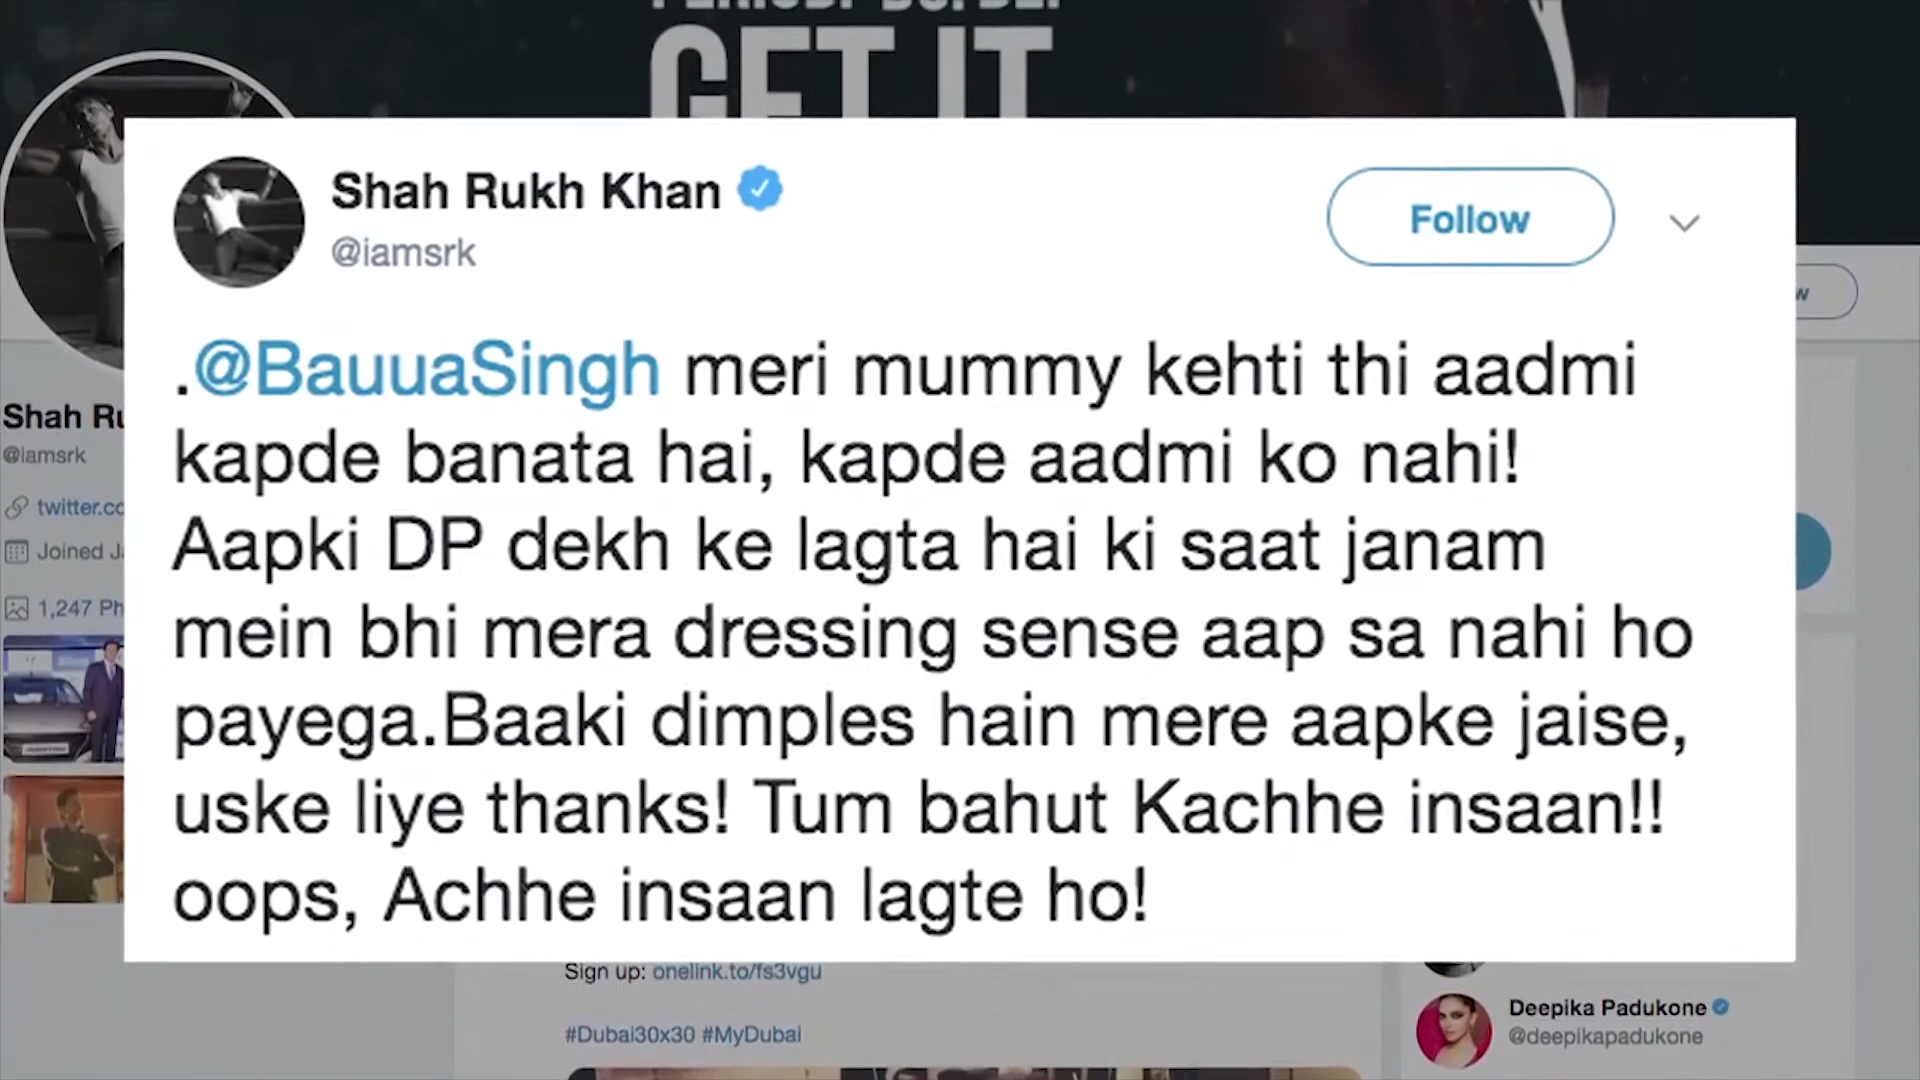 GET IT
Shah Rukh Khan
@iamsrk
Follow
.@BauuaSingh meri mummy kehti thi aadmi
kapde banata hai, kapde aadmi ko nahi!
Aapki DP dekh ke lagta hai ki saat janam
mein bhi mera dressing sense aap sa nahi ho
payega.Baaki dimples hain mere aapke jaise,
uske liye thanks! Tum bahut Kachhe insaan!!
oops, Achhe insaan lagte ho!
Shah Ru
@iamsrk
twitter.co
Joined Ja
1,247 Ph
Sign up: onelink.to/fs3vgu
#Dubai30x30 #MyDubai
Deepika Padukone
@deepikapadukone